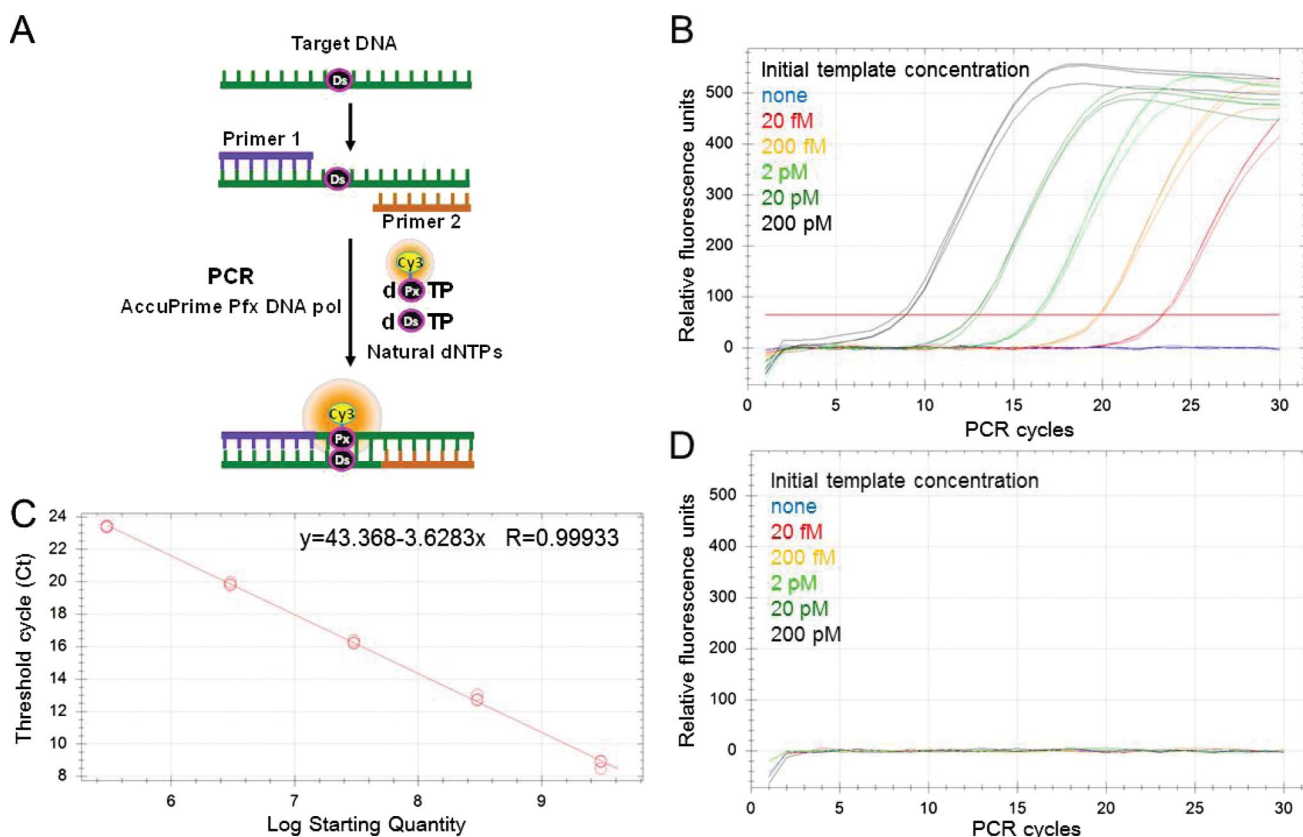 A
Target DNA
Ds
Primer 1
Ds
Primer 2
PCR
AccuPrime Pfx DNA pol
Cy3
d Px TP
d Ds TP
Natural dNTPs
Cy3
Px
Ds
B
Initial template concentration
none
20 fM
200 fM
2 pM
20 pM
200 pM
Relative fluorescence units
500
400
300
200
100
0
0 5 10 15 20 25 30
PCR cycles
C
y=43.368-3.6283x R=0.99933
Threshold cycle (Ct)
24
22
20
18
16
14
12
10
8
6 7 8 9
Log Starting Quantity
D
Initial template concentration
none
20 fM
200 fM
2 pM
20 pM
200 pM
Relative fluorescence units
500
400
300
200
100
0
0 5 10 15 20 25 30
PCR cycles